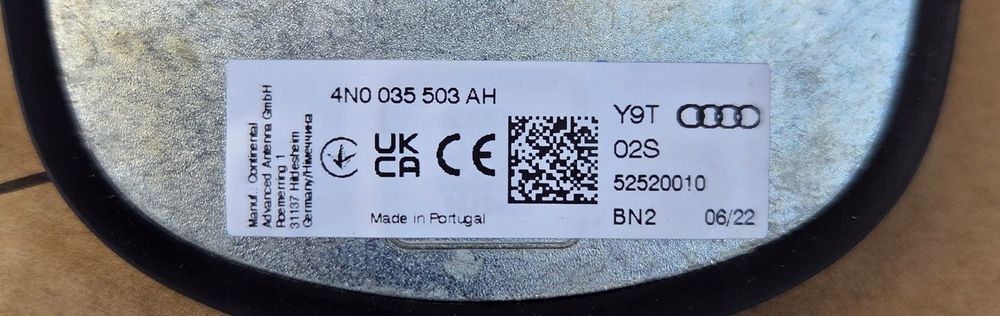 Manuf.: Continental
Advanced Antenna GmbH
Roemerring 1
31137 Hildesheim
Germany/Німеччина
4N0 035 503 AH
UK
CA
CE
Made in Portugal
Y9T
02S
52520010
BN2 06/22